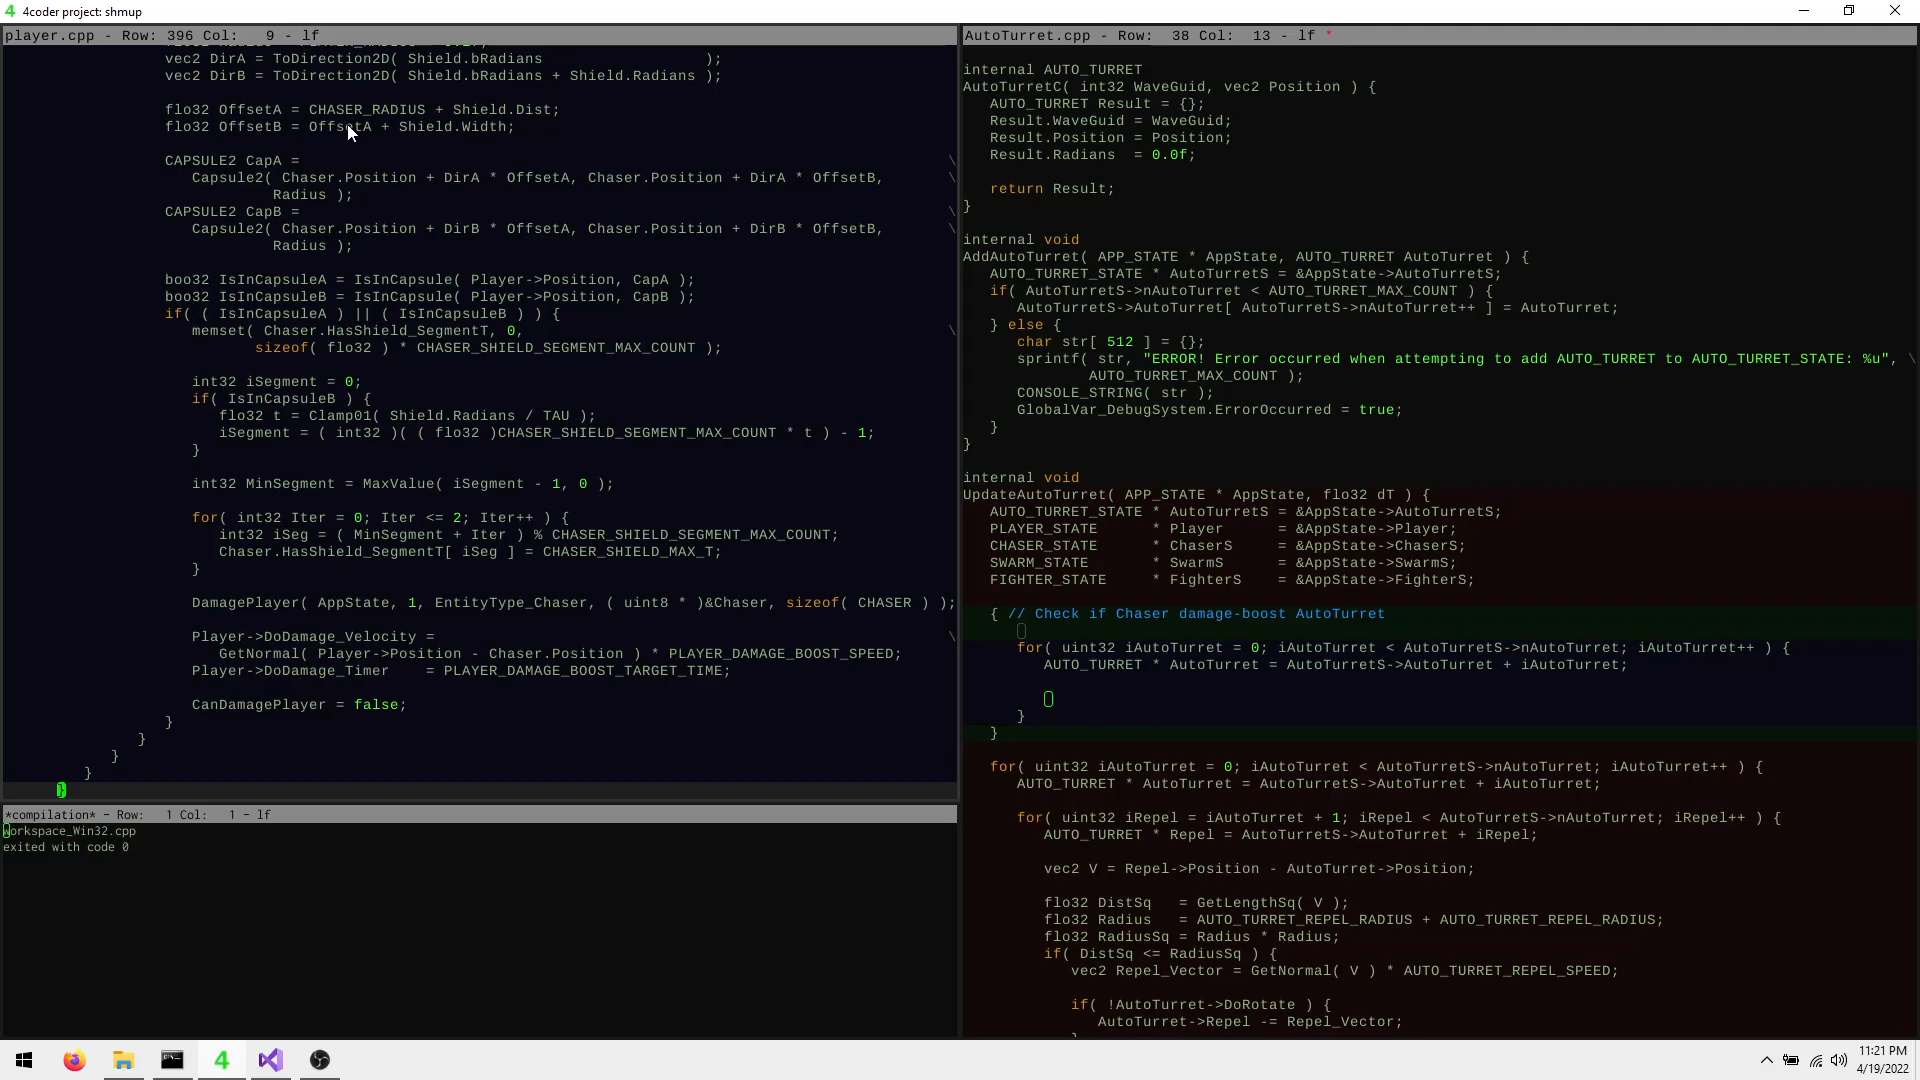 4 4coder project: shmup
player.cpp - Row: 396 Col:   9 - lf
vec2 DirA = ToDirection2D( Shield.bRadians                  );
vec2 DirB = ToDirection2D( Shield.bRadians + Shield.Radians );
flo32 OffsetA = CHASER_RADIUS + Shield.Dist;
flo32 OffsetB = OffsetA + Shield.Width;
CAPSULE2 CapA = \
Capsule2( Chaser.Position + DirA * OffsetA, Chaser.Position + DirA * OffsetB, \
Radius );
CAPSULE2 CapB = \
Capsule2( Chaser.Position + DirB * OffsetA, Chaser.Position + DirB * OffsetB, \
Radius );
boo32 IsInCapsuleA = IsInCapsule( Player->Position, CapA );
boo32 IsInCapsuleB = IsInCapsule( Player->Position, CapB );
if( ( IsInCapsuleA ) || ( IsInCapsuleB ) ) {
memset( Chaser.HasShield_SegmentT, 0, \
sizeof( flo32 ) * CHASER_SHIELD_SEGMENT_MAX_COUNT );
int32 iSegment = 0;
if( IsInCapsuleB ) {
flo32 t = Clamp01( Shield.Radians / TAU );
iSegment = ( int32 )( ( flo32 )CHASER_SHIELD_SEGMENT_MAX_COUNT * t ) - 1;
}
int32 MinSegment = MaxValue( iSegment - 1, 0 );
for( int32 Iter = 0; Iter <= 2; Iter++ ) {
int32 iSeg = ( MinSegment + Iter ) % CHASER_SHIELD_SEGMENT_MAX_COUNT;
Chaser.HasShield_SegmentT[ iSeg ] = CHASER_SHIELD_MAX_T;
}
DamagePlayer( AppState, 1, EntityType_Chaser, ( uint8 * )&Chaser, sizeof( CHASER ) );
Player->DoDamage_Velocity = \
GetNormal( Player->Position - Chaser.Position ) * PLAYER_DAMAGE_BOOST_SPEED;
Player->DoDamage_Timer    = PLAYER_DAMAGE_BOOST_TARGET_TIME;
CanDamagePlayer = false;
}
}
}
}
}
*compilation* - Row:   1 Col:   1 - lf
workspace_Win32.cpp
exited with code 0
AutoTurret.cpp - Row:  38 Col:  13 - lf *
internal AUTO_TURRET
AutoTurretC( int32 WaveGuid, vec2 Position ) {
AUTO_TURRET Result = {};
Result.WaveGuid = WaveGuid;
Result.Position = Position;
Result.Radians  = 0.0f;
return Result;
}
internal void
AddAutoTurret( APP_STATE * AppState, AUTO_TURRET AutoTurret ) {
AUTO_TURRET_STATE * AutoTurretS = &AppState->AutoTurretS;
if( AutoTurretS->nAutoTurret < AUTO_TURRET_MAX_COUNT ) {
AutoTurretS->AutoTurret[ AutoTurretS->nAutoTurret++ ] = AutoTurret;
} else {
char str[ 512 ] = {};
sprintf( str, "ERROR! Error occurred when attempting to add AUTO_TURRET to AUTO_TURRET_STATE: %u", \
AUTO_TURRET_MAX_COUNT );
CONSOLE_STRING( str );
GlobalVar_DebugSystem.ErrorOccurred = true;
}
}
internal void
UpdateAutoTurret( APP_STATE * AppState, flo32 dT ) {
AUTO_TURRET_STATE * AutoTurretS = &AppState->AutoTurretS;
PLAYER_STATE      * Player      = &AppState->Player;
CHASER_STATE      * ChaserS     = &AppState->ChaserS;
SWARM_STATE       * SwarmS      = &AppState->SwarmS;
FIGHTER_STATE     * FighterS    = &AppState->FighterS;
{ // Check if Chaser damage-boost AutoTurret
for( uint32 iAutoTurret = 0; iAutoTurret < AutoTurretS->nAutoTurret; iAutoTurret++ ) {
AUTO_TURRET * AutoTurret = AutoTurretS->AutoTurret + iAutoTurret;
}
}
for( uint32 iAutoTurret = 0; iAutoTurret < AutoTurretS->nAutoTurret; iAutoTurret++ ) {
AUTO_TURRET * AutoTurret = AutoTurretS->AutoTurret + iAutoTurret;
for( uint32 iRepel = iAutoTurret + 1; iRepel < AutoTurretS->nAutoTurret; iRepel++ ) {
AUTO_TURRET * Repel = AutoTurretS->AutoTurret + iRepel;
vec2 V = Repel->Position - AutoTurret->Position;
flo32 DistSq   = GetLengthSq( V );
flo32 Radius   = AUTO_TURRET_REPEL_RADIUS + AUTO_TURRET_REPEL_RADIUS;
flo32 RadiusSq = Radius * Radius;
if( DistSq <= RadiusSq ) {
vec2 Repel_Vector = GetNormal( V ) * AUTO_TURRET_REPEL_SPEED;
if( !AutoTurret->DoRotate ) {
AutoTurret->Repel -= Repel_Vector;
4
11:21 PM
4/19/2022